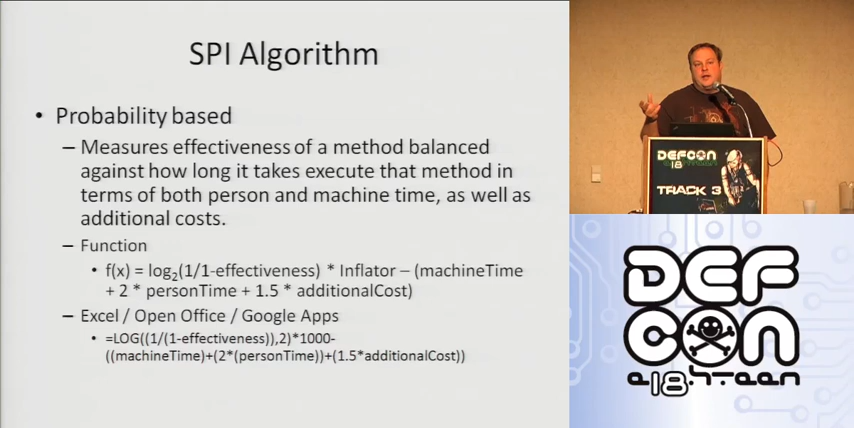 SPI Algorithm
• Probability based
– Measures effectiveness of a method balanced
against how long it takes execute that method in
terms of both person and machine time, as well as
additional costs.
– Function
• f(x) = log₂(1/1-effectiveness) * Inflator – (machineTime
+ 2 * personTime + 1.5 * additionalCost)
– Excel / Open Office / Google Apps
• =LOG((1/(1-effectiveness)),2)*1000-
((machineTime)+(2*(personTime))+(1.5*additionalCost))
DEFCON
18
TRACK 3
DEF
CON
e18hteen